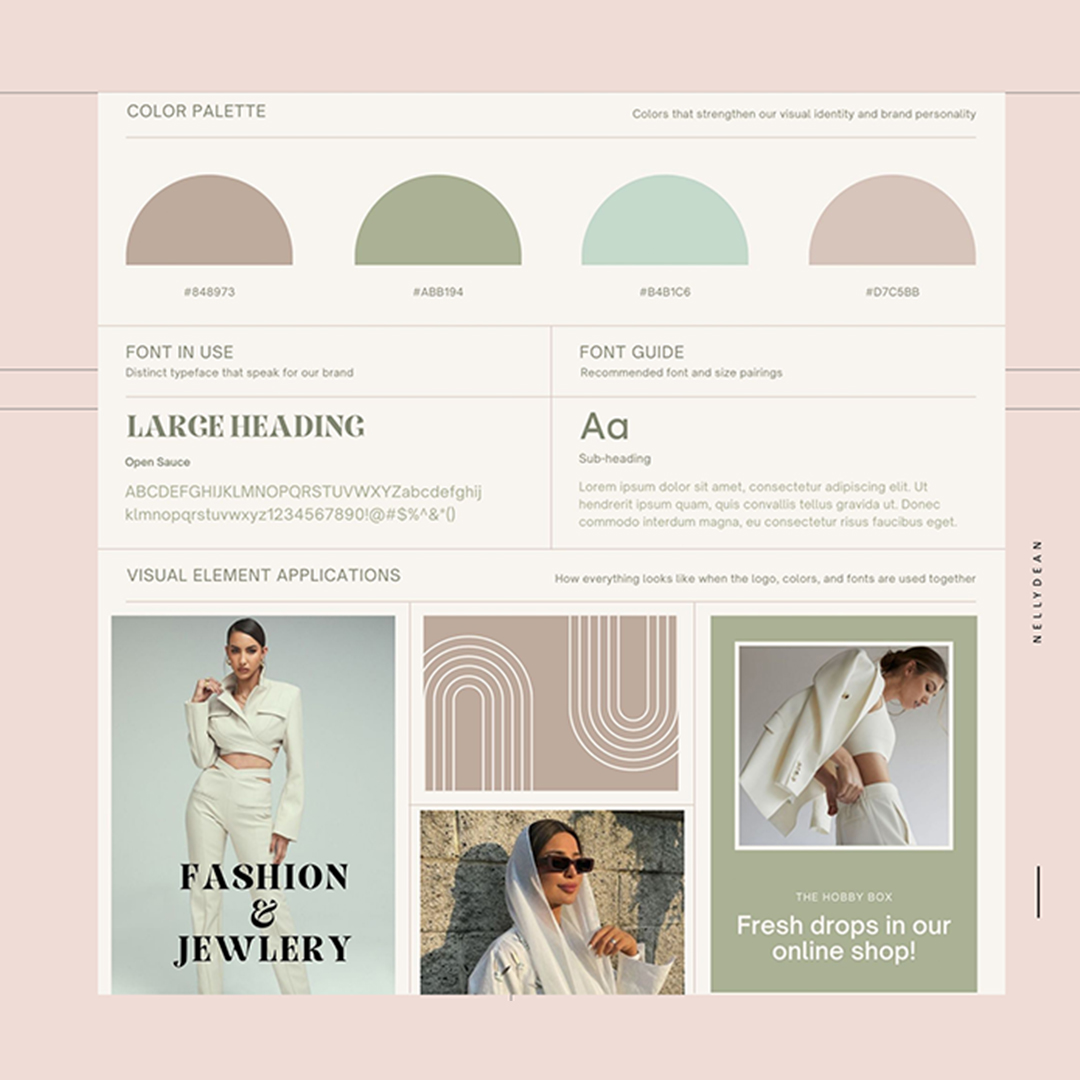 COLOR PALETTE
Colors that strengthen our visual identity and brand personality
#848973
#ABB194
#B4B1C6
#D7C5BB
FONT IN USE
Distinct typeface that speak for our brand
FONT GUIDE
Recommended font and size pairings
LARGE HEADING
Open Sauce
ABCDEFGHIJKLMNOPQRSTUVWXYZabcdefghij
klmnopqrstuvwxyz1234567890!@#$%^&*()
Aa
Sub-heading
Lorem ipsum dolor sit amet, consectetur adipiscing elit. Ut
hendrerit ipsum quam, quis convallis tellus gravida ut. Donec
commodo interdum magna, eu consectetur risus faucibus eget.
VISUAL ELEMENT APPLICATIONS
How everything looks like when the logo, colors, and fonts are used together
FASHION
&
JEWLERY
THE HOBBY BOX
Fresh drops in our
online shop!
NELLYDEAN